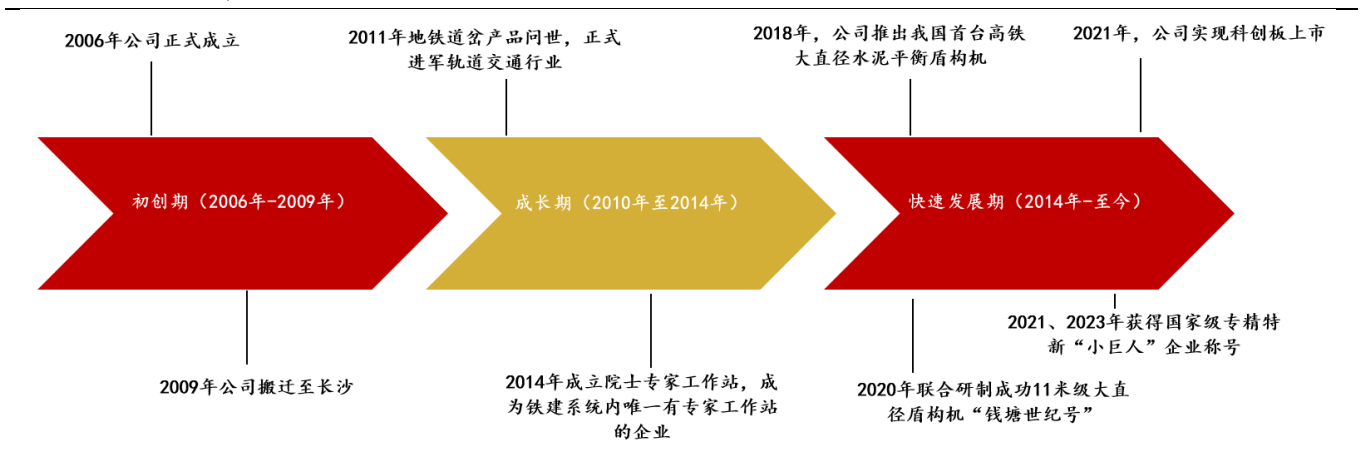 2006年公司正式成立
2011年地铁道岔产品问世，正式
进军轨道交通行业
2018年，公司推出我国首台高铁
大直径水泥平衡盾构机
2021年，公司实现科创板上市
初创期（2006年-2009年）
成长期（2010年至2014年）
快速发展期（2014年-至今）
2009年公司搬迁至长沙
2014年成立院士专家工作站，成
为铁建系统内唯一有专家工作站
的企业
2020年联合研制成功11米级大直
径盾构机“钱塘世纪号”
2021、2023年获得国家级专精特
新“小巨人”企业称号